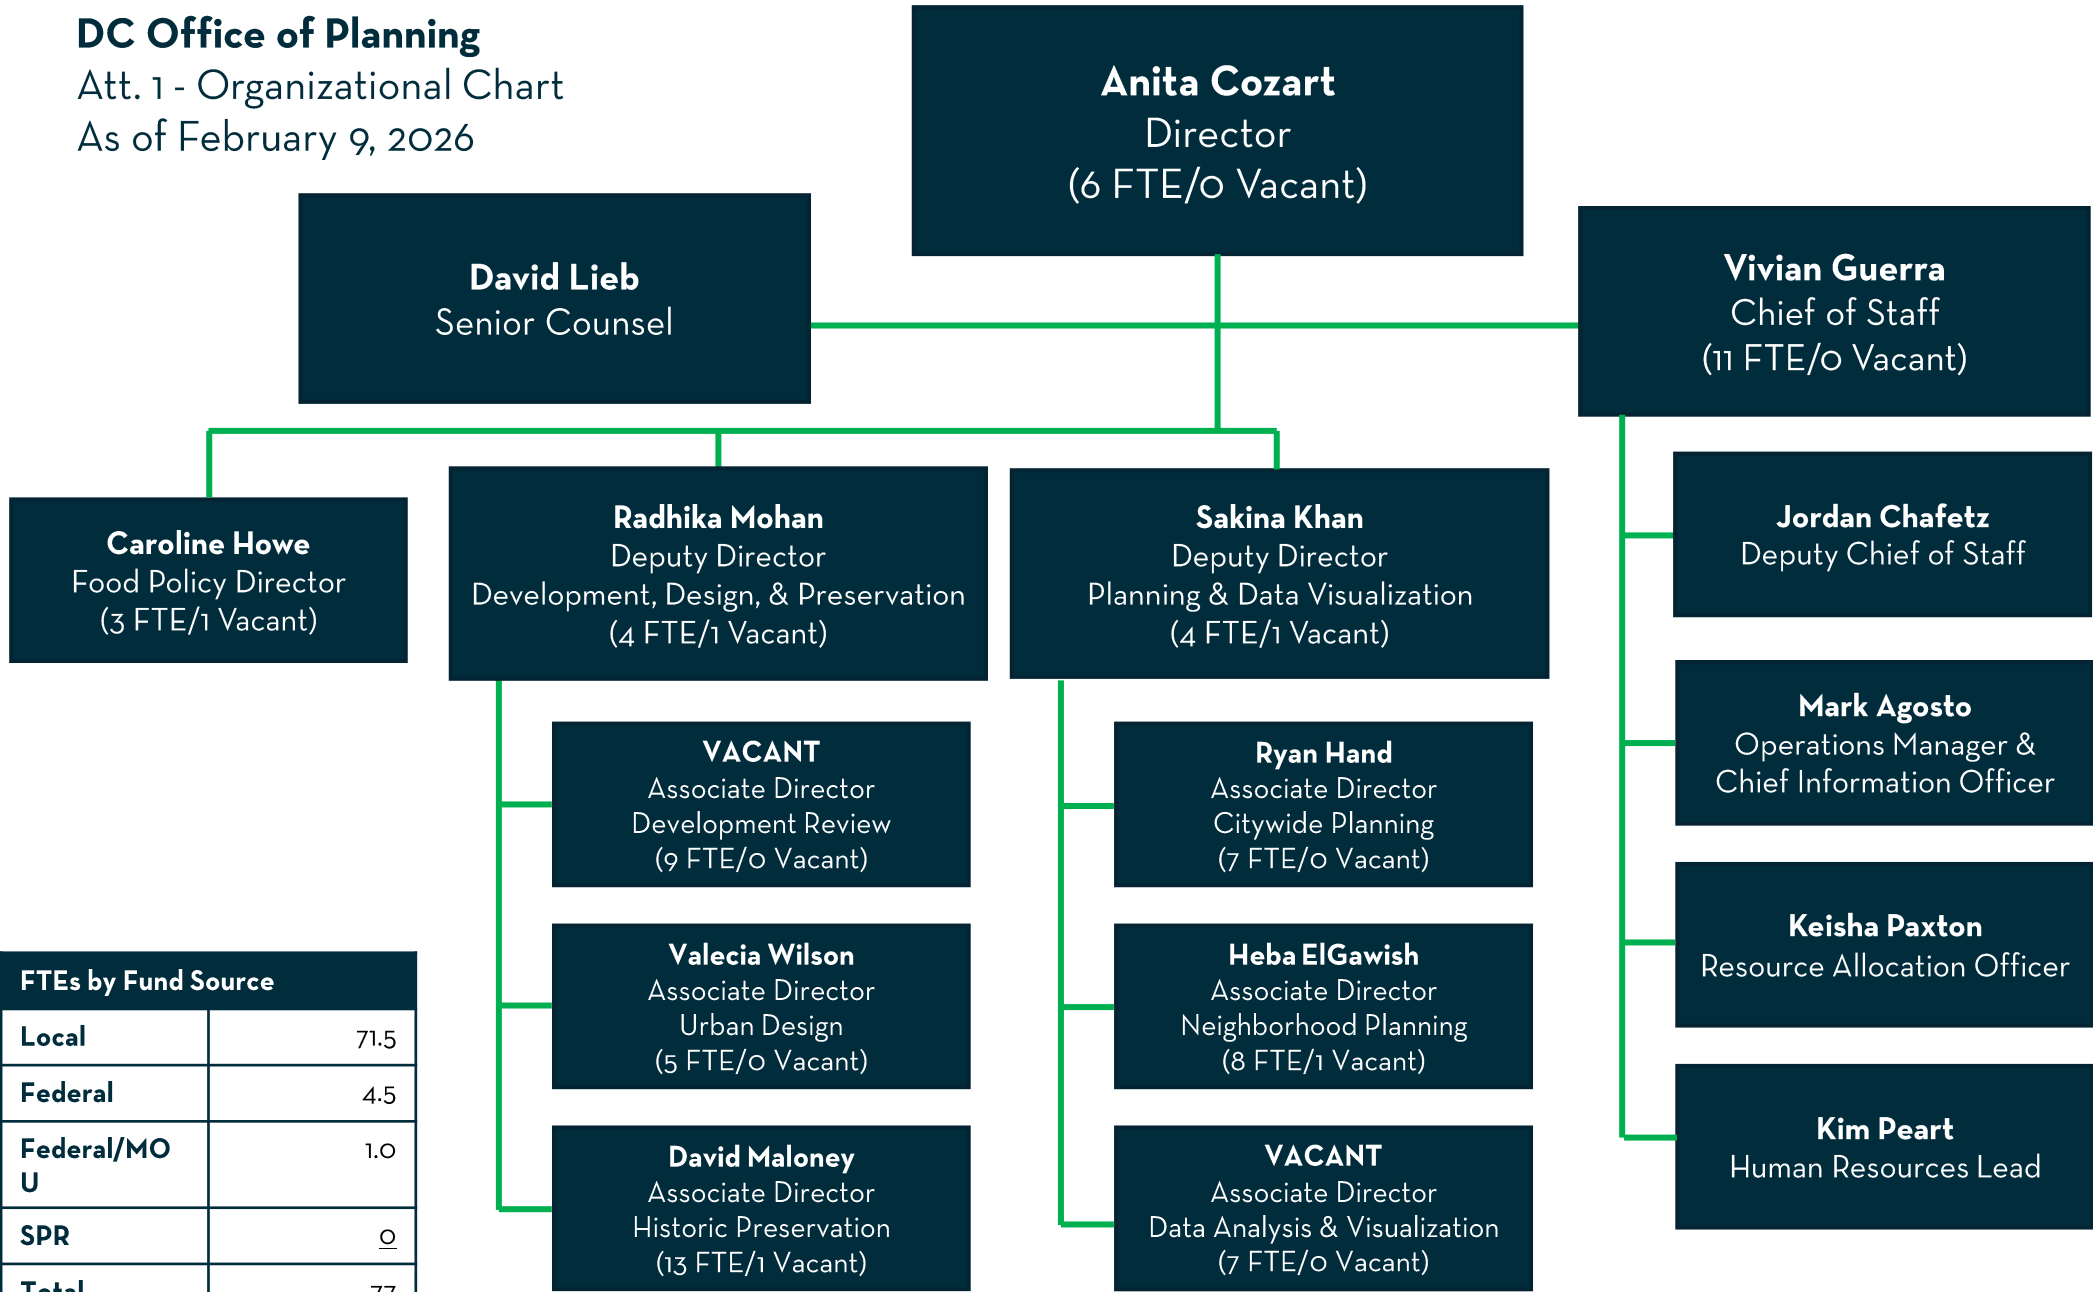 DC Office of Planning
Att. 1 - Organizational Chart
As of February 9, 2026
Anita Cozart
Director
(6 FTE/0 Vacant)
David Lieb
Senior Counsel
Vivian Guerra
Chief of Staff
(11 FTE/0 Vacant)
Caroline Howe
Food Policy Director
(3 FTE/1 Vacant)
Radhika Mohan
Deputy Director
Development, Design, & Preservation
(4 FTE/1 Vacant)
Sakina Khan
Deputy Director
Planning & Data Visualization
(4 FTE/1 Vacant)
Jordan Chafetz
Deputy Chief of Staff
Mark Agosto
Operations Manager &
Chief Information Officer
Keisha Paxton
Resource Allocation Officer
Kim Peart
Human Resources Lead
VACANT
Associate Director
Development Review
(9 FTE/0 Vacant)
Valecia Wilson
Associate Director
Urban Design
(5 FTE/0 Vacant)
David Maloney
Associate Director
Historic Preservation
(13 FTE/1 Vacant)
Ryan Hand
Associate Director
Citywide Planning
(7 FTE/0 Vacant)
Heba ElGawish
Associate Director
Neighborhood Planning
(8 FTE/1 Vacant)
VACANT
Associate Director
Data Analysis & Visualization
(7 FTE/0 Vacant)
FTEs by Fund Source
Local 71.5
Federal 4.5
Federal/MO 1.0
U
SPR 0
Total 77